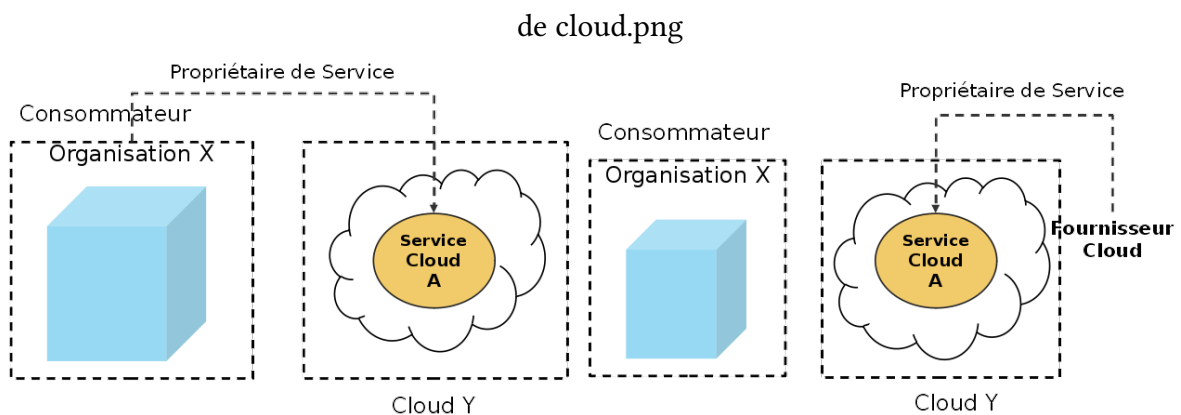 de cloud.png
Propriétaire de Service
Consommateur
Organisation X
Service
Cloud
A
Cloud Y
Propriétaire de Service
Consommateur
Organisation X
Service
Cloud
A
Fournisseur
Cloud
Cloud Y